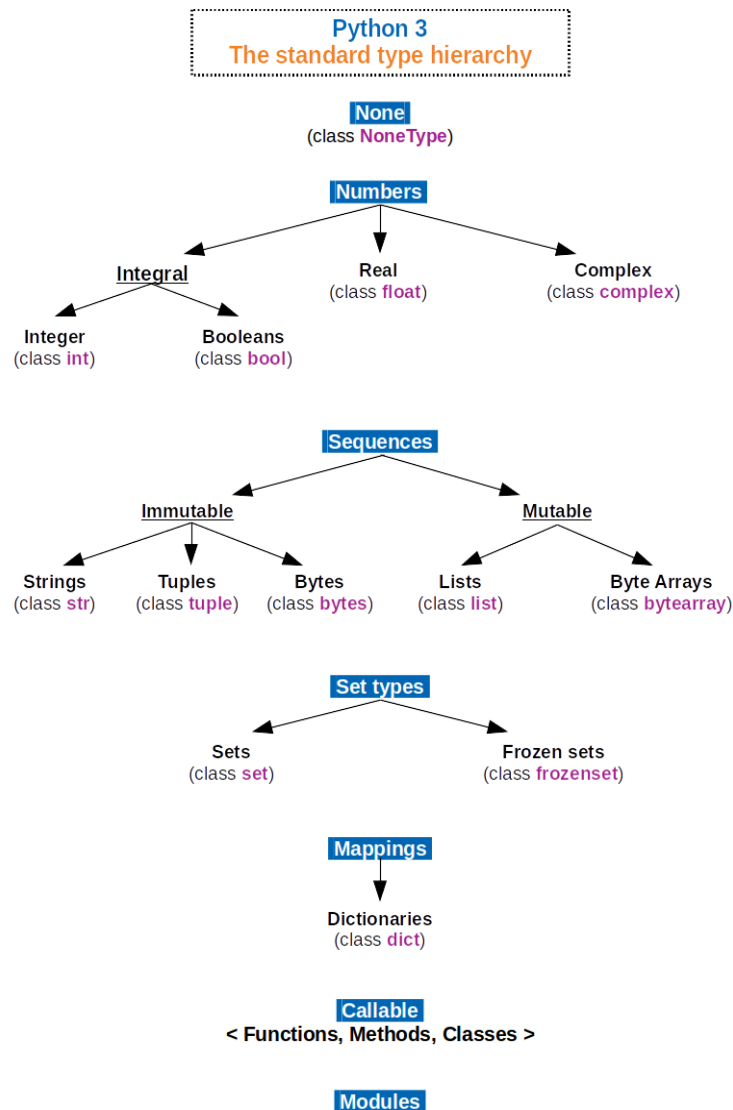 Python 3
The standard type hierarchy
None
(class NoneType)
Numbers
Integral
Real
(class float)
Complex
(class complex)
Integer
(class int)
Booleans
(class bool)
Sequences
Immutable
Mutable
Strings
(class str)
Tuples
(class tuple)
Bytes
(class bytes)
Lists
(class list)
Byte Arrays
(class bytearray)
Set types
Sets
(class set)
Frozen sets
(class frozenset)
Mappings
Dictionaries
(class dict)
Callable
< Functions, Methods, Classes >
Modules